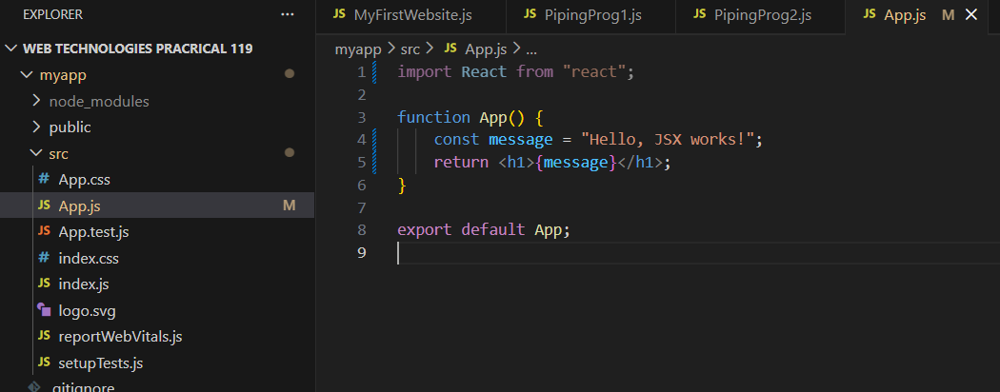 EXPLORER ...
WEB TECHNOLOGIES PRACRICAL 119
myapp
node_modules
public
src
# App.css
JS App.js M
JS App.test.js
# index.css
JS index.js
logo.svg
JS reportWebVitals.js
JS setupTests.js
.gitignore
JS MyFirstWebsite.js JS PipingProg1.js JS PipingProg2.js JS App.js M ×
myapp > src > JS App.js > ...
1 import React from "react";
2
3 function App() {
4 const message = "Hello, JSX works!";
5 return <h1>{message}</h1>;
6 }
7
8 export default App;
9